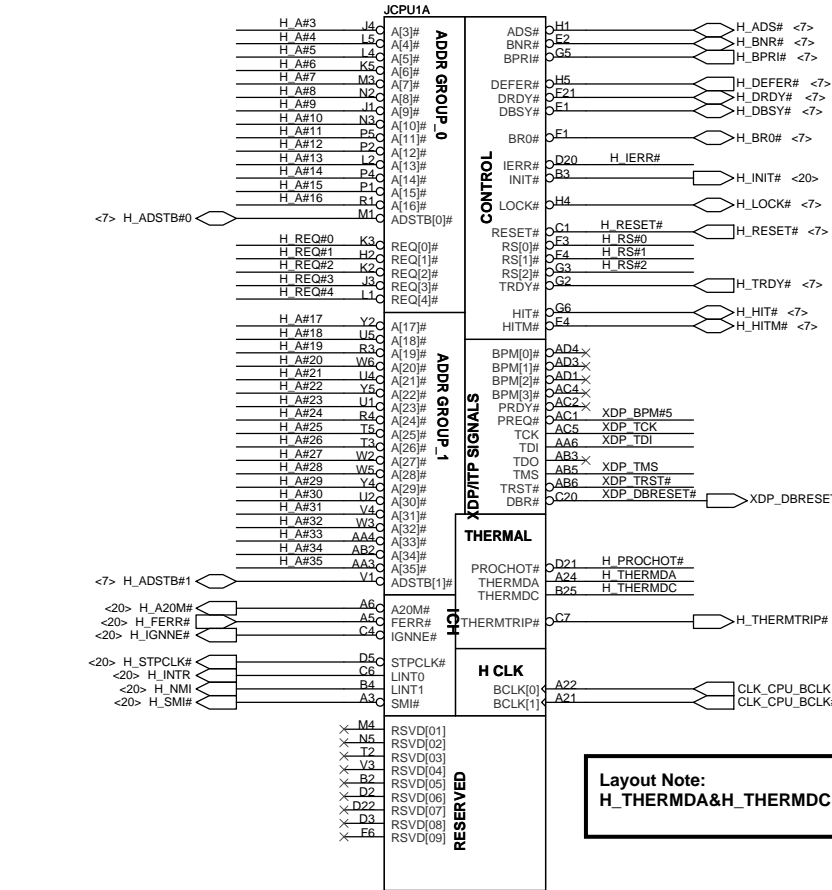 JCPU1A
H_A#3 J4 A[3]#
H_A#4 L5 A[4]#
H_A#5 L4 A[5]#
H_A#6 K5 A[6]#
H_A#7 M3 A[7]#
H_A#8 N2 A[8]#
H_A#9 J1 A[9]#
H_A#10 N3 A[10]#
H_A#11 P5 A[11]#
H_A#12 P2 A[12]#
H_A#13 L2 A[13]#
H_A#14 P4 A[14]#
H_A#15 P1 A[15]#
H_A#16 R1 A[16]#
<7> H_ADSTB#0 M1 ADSTB[0]#
ADDR GROUP_0
H_REQ#0 K3 REQ[0]#
H_REQ#1 H2 REQ[1]#
H_REQ#2 K2 REQ[2]#
H_REQ#3 J3 REQ[3]#
H_REQ#4 L1 REQ[4]#
H_A#17 Y2 A[17]#
H_A#18 U5 A[18]#
H_A#19 R3 A[19]#
H_A#20 W6 A[20]#
H_A#21 U4 A[21]#
H_A#22 Y5 A[22]#
H_A#23 U1 A[23]#
H_A#24 R4 A[24]#
H_A#25 T5 A[25]#
H_A#26 T3 A[26]#
H_A#27 W2 A[27]#
H_A#28 W5 A[28]#
H_A#29 Y4 A[29]#
H_A#30 U2 A[30]#
H_A#31 V4 A[31]#
H_A#32 W3 A[32]#
H_A#33 AA4 A[33]#
H_A#34 AB2 A[34]#
H_A#35 AA3 A[35]#
<7> H_ADSTB#1 V1 ADSTB[1]#
ADDR GROUP_1
<20> H_A20M# A6 A20M#
<20> H_FERR# A5 FERR#
<20> H_IGNNE# C4 IGNNE#
<20> H_STPCLK# D5 STPCLK#
<20> H_INTR C6 LINT0
<20> H_NMI B4 LINT1
<20> H_SMI# A3 SMI#
ICH
M4 RSVD[01]
N5 RSVD[02]
T2 RSVD[03]
V3 RSVD[04]
B2 RSVD[05]
D2 RSVD[06]
D22 RSVD[07]
D3 RSVD[08]
F6 RSVD[09]
RESERVED
ADS# H1 H_ADS# <7>
BNR# E2 H_BNR# <7>
BPRI# G5 H_BPRI# <7>
DEFER# H5 H_DEFER# <7>
DRDY# F21 H_DRDY# <7>
DBSY# E1 H_DBSY# <7>
BR0# F1 H_BR0# <7>
IERR# D20 H_IERR#
INIT# B3 H_INIT# <20>
LOCK# H4 H_LOCK# <7>
RESET# C1 H_RESET# H_RESET# <7>
RS[0]# F3 H_RS#0
RS[1]# F4 H_RS#1
RS[2]# G3 H_RS#2
TRDY# G2 H_TRDY# <7>
HIT# G6 H_HIT# <7>
HITM# E4 H_HITM# <7>
CONTROL
BPM[0]# AD4
BPM[1]# AD3
BPM[2]# AD1
BPM[3]# AC4
PRDY# AC2
PREQ# AC1 XDP_BPM#5
TCK AC5 XDP_TCK
TDI AA6 XDP_TDI
TDO AB3
TMS AB5 XDP_TMS
TRST# AB6 XDP_TRST#
DBR# C20 XDP_DBRESET# XDP_DBRESET
XDP/ITP SIGNALS
THERMAL
PROCHOT# D21 H_PROCHOT#
THERMDA A24 H_THERMDA
THERMDC B25 H_THERMDC
THERMTRIP# C7 H_THERMTRIP#
H CLK
BCLK[0] A22 CLK_CPU_BCLK
BCLK[1] A21 CLK_CPU_BCLK#
Layout Note:
H_THERMDA&H_THERMDC